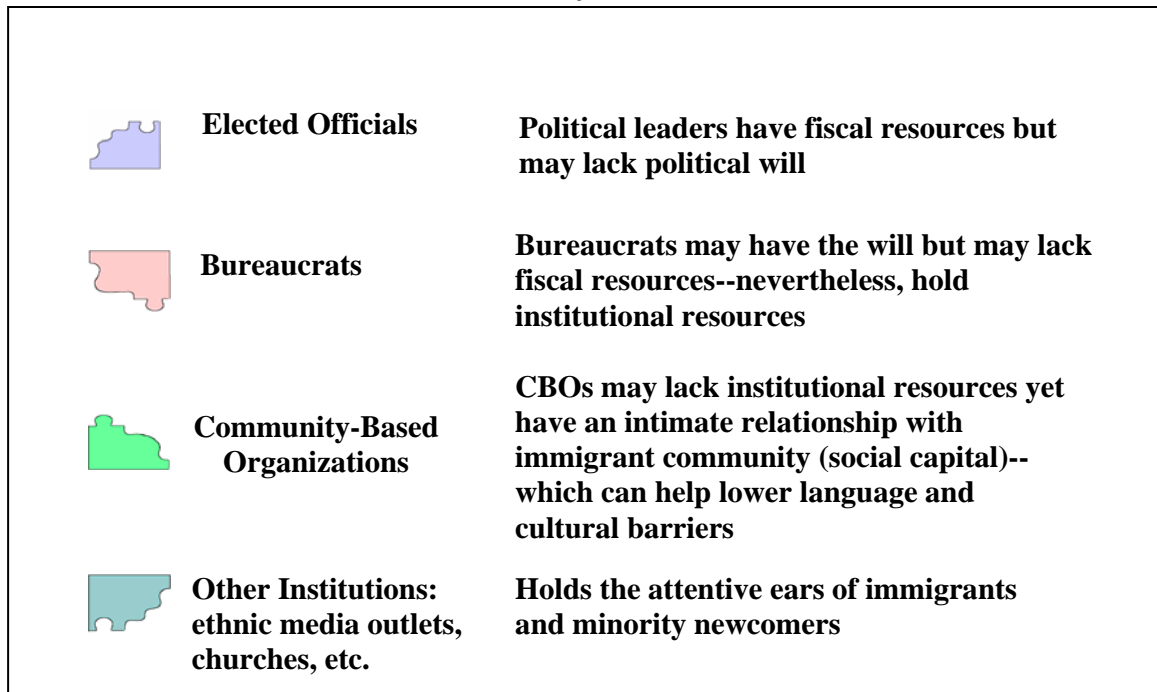 Elected Officials
Political leaders have fiscal resources but
may lack political will
Bureaucrats
Bureaucrats may have the will but may lack
fiscal resources--nevertheless, hold
institutional resources
Community-Based
Organizations
CBOs may lack institutional resources yet
have an intimate relationship with
immigrant community (social capital)--
which can help lower language and
cultural barriers
Other Institutions:
ethnic media outlets,
churches, etc.
Holds the attentive ears of immigrants
and minority newcomers